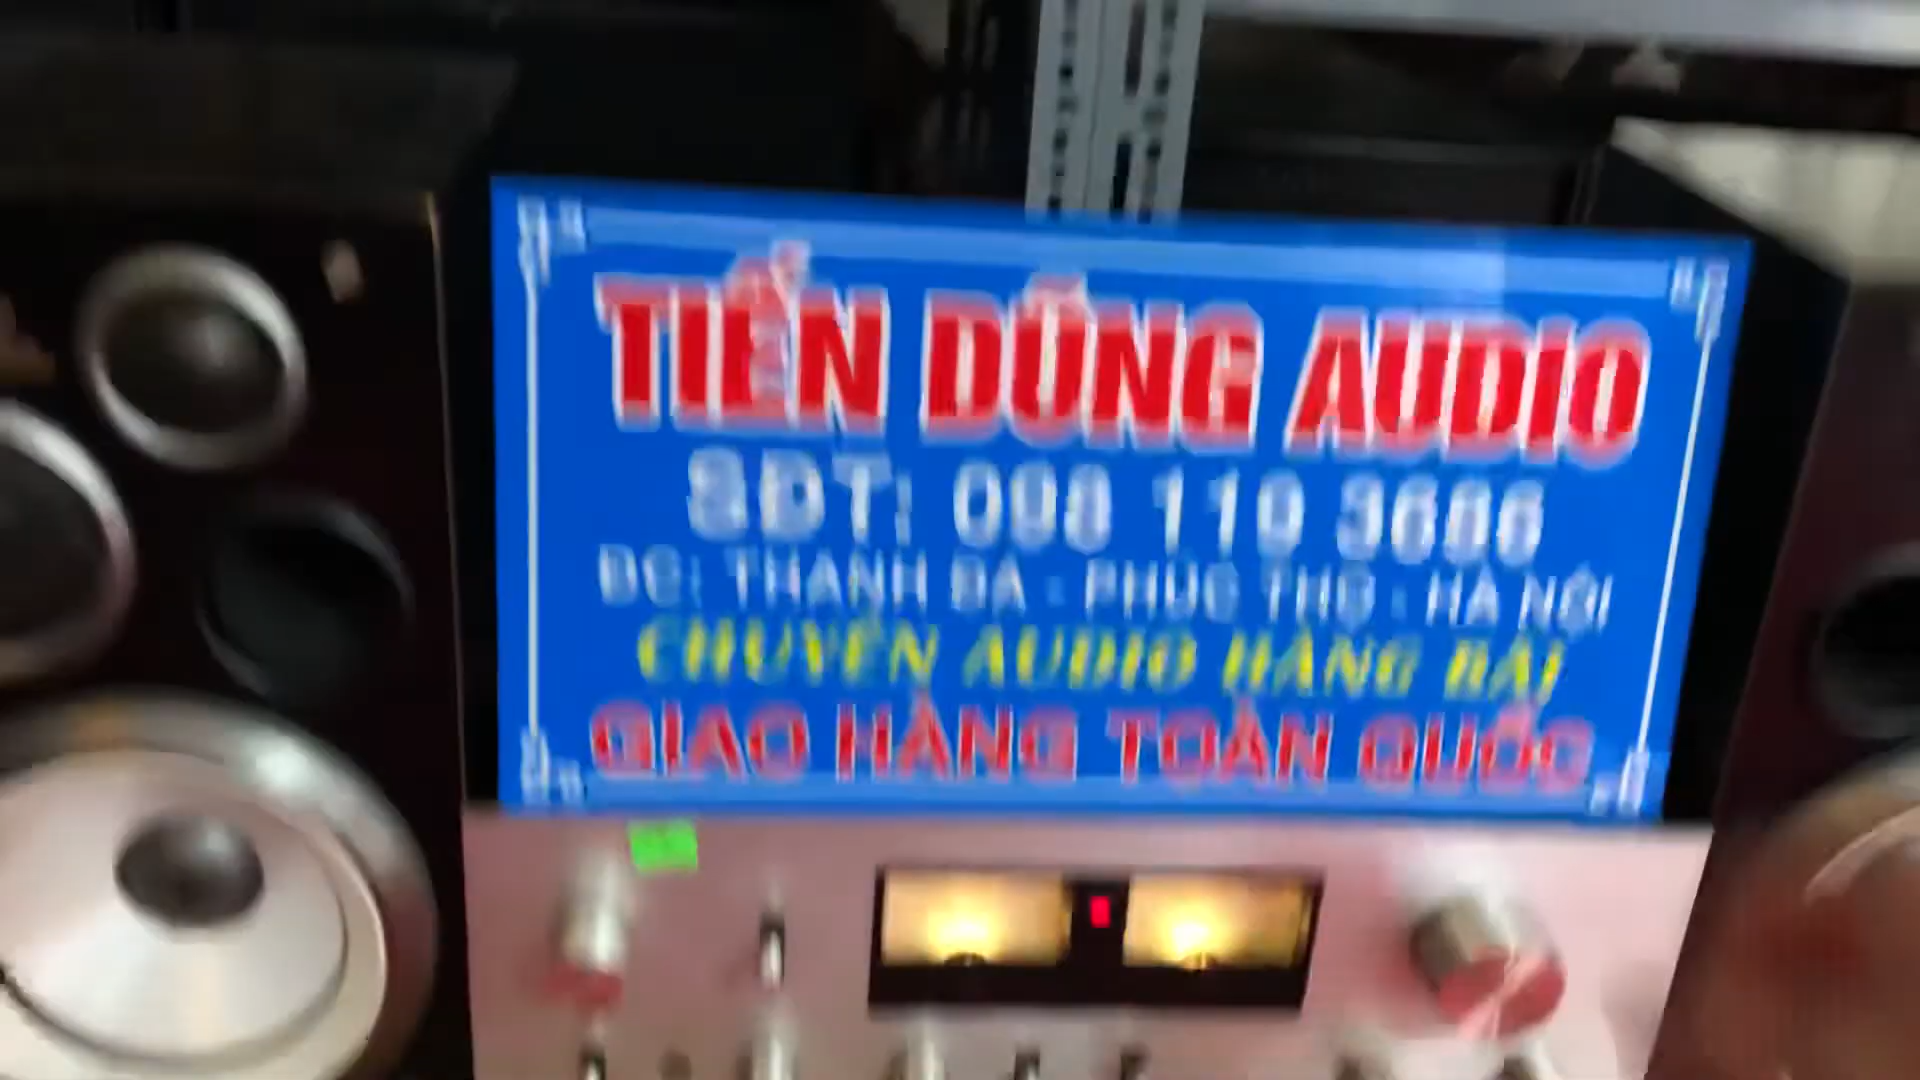 TIẾN DŨNG AUDIO
SĐT: 098 110 3686
ĐC: THANH ĐA - PHÚC THỌ - HÀ NỘI
CHUYÊN AUDIO HÀNG BÃI
GIAO HÀNG TOÀN QUỐC